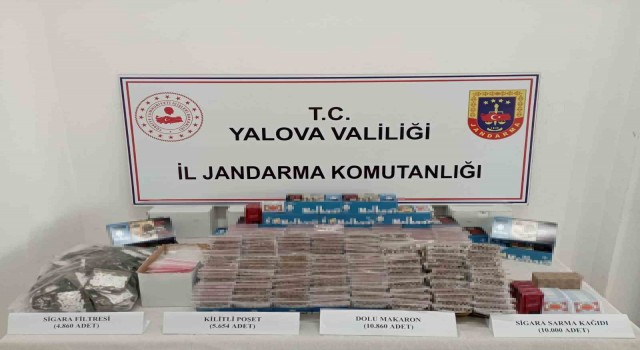 T.C.
YALOVA VALİLİĞİ
İL JANDARMA KOMUTANLIĞI
JANDARMA
SİGARA FİLTRESİ
(4.860 ADET)
KİLİTLİ POŞET
(5.654 ADET)
DOLU MAKARON
(10.860 ADET)
SİGARA SARMA KAĞIDI
(10.000 ADET)